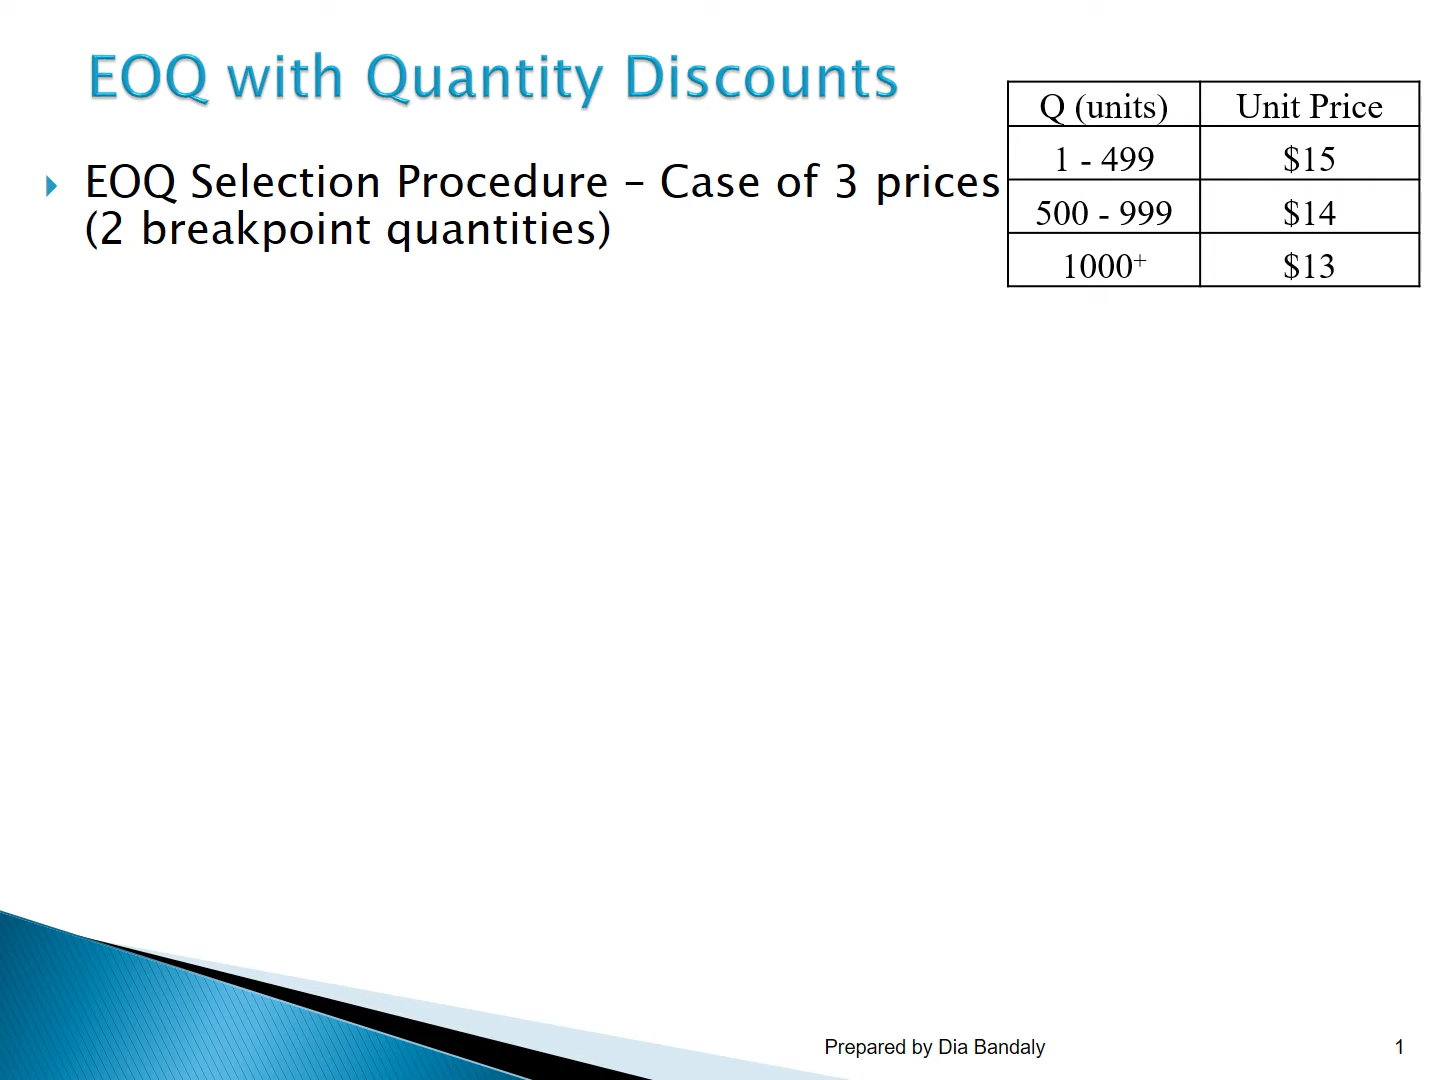 EOQ with Quantity Discounts
EOQ Selection Procedure – Case of 3 prices
(2 breakpoint quantities)
Q (units) Unit Price
1 - 499 $15
500 - 999 $14
1000+ $13
Prepared by Dia Bandaly 1